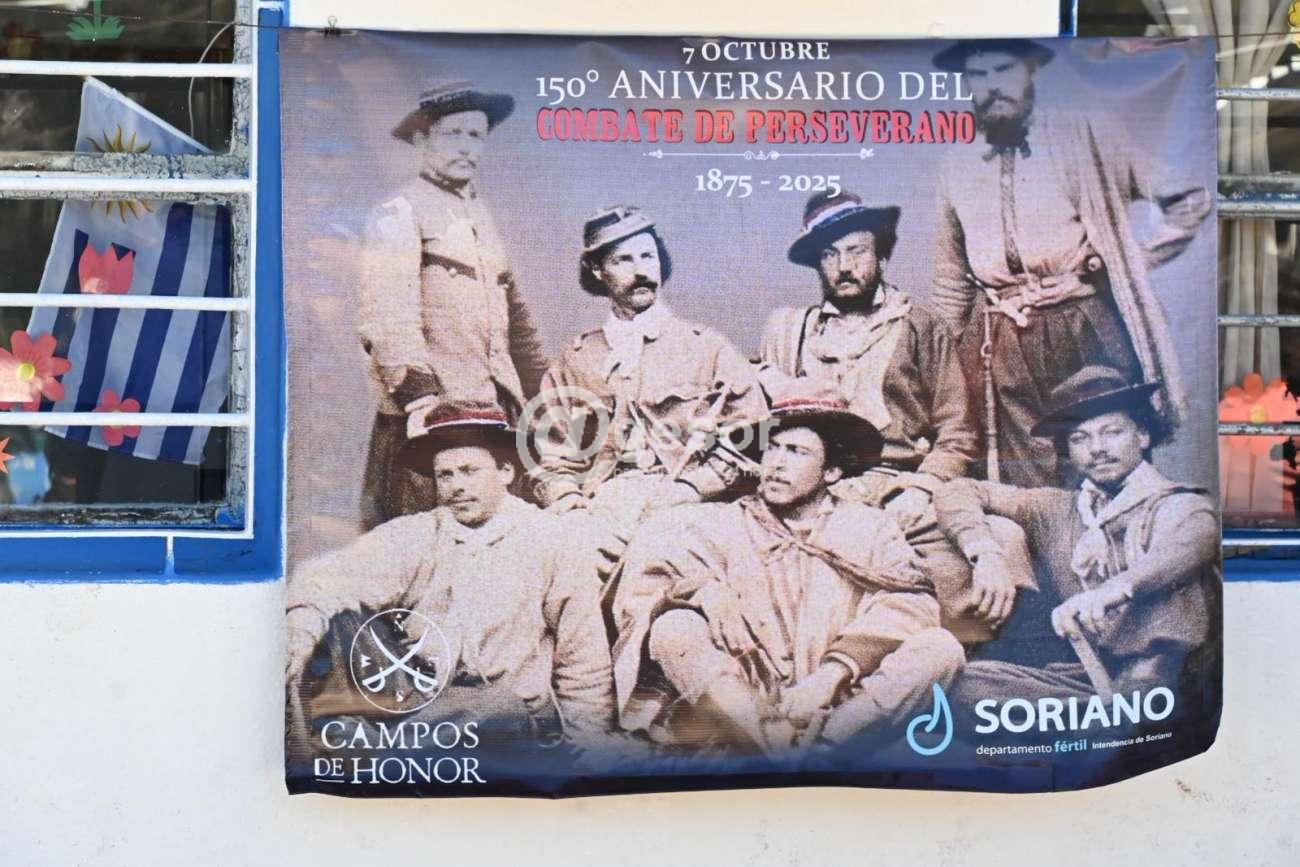 7 OCTUBRE
150° ANIVERSARIO DEL
COMBATE DE PERSEVERANO
1875 - 2025
@gesor
N
W
S
CAMPOS
DE HONOR
SORIANO
departamento fértil Intendencia de Soriano